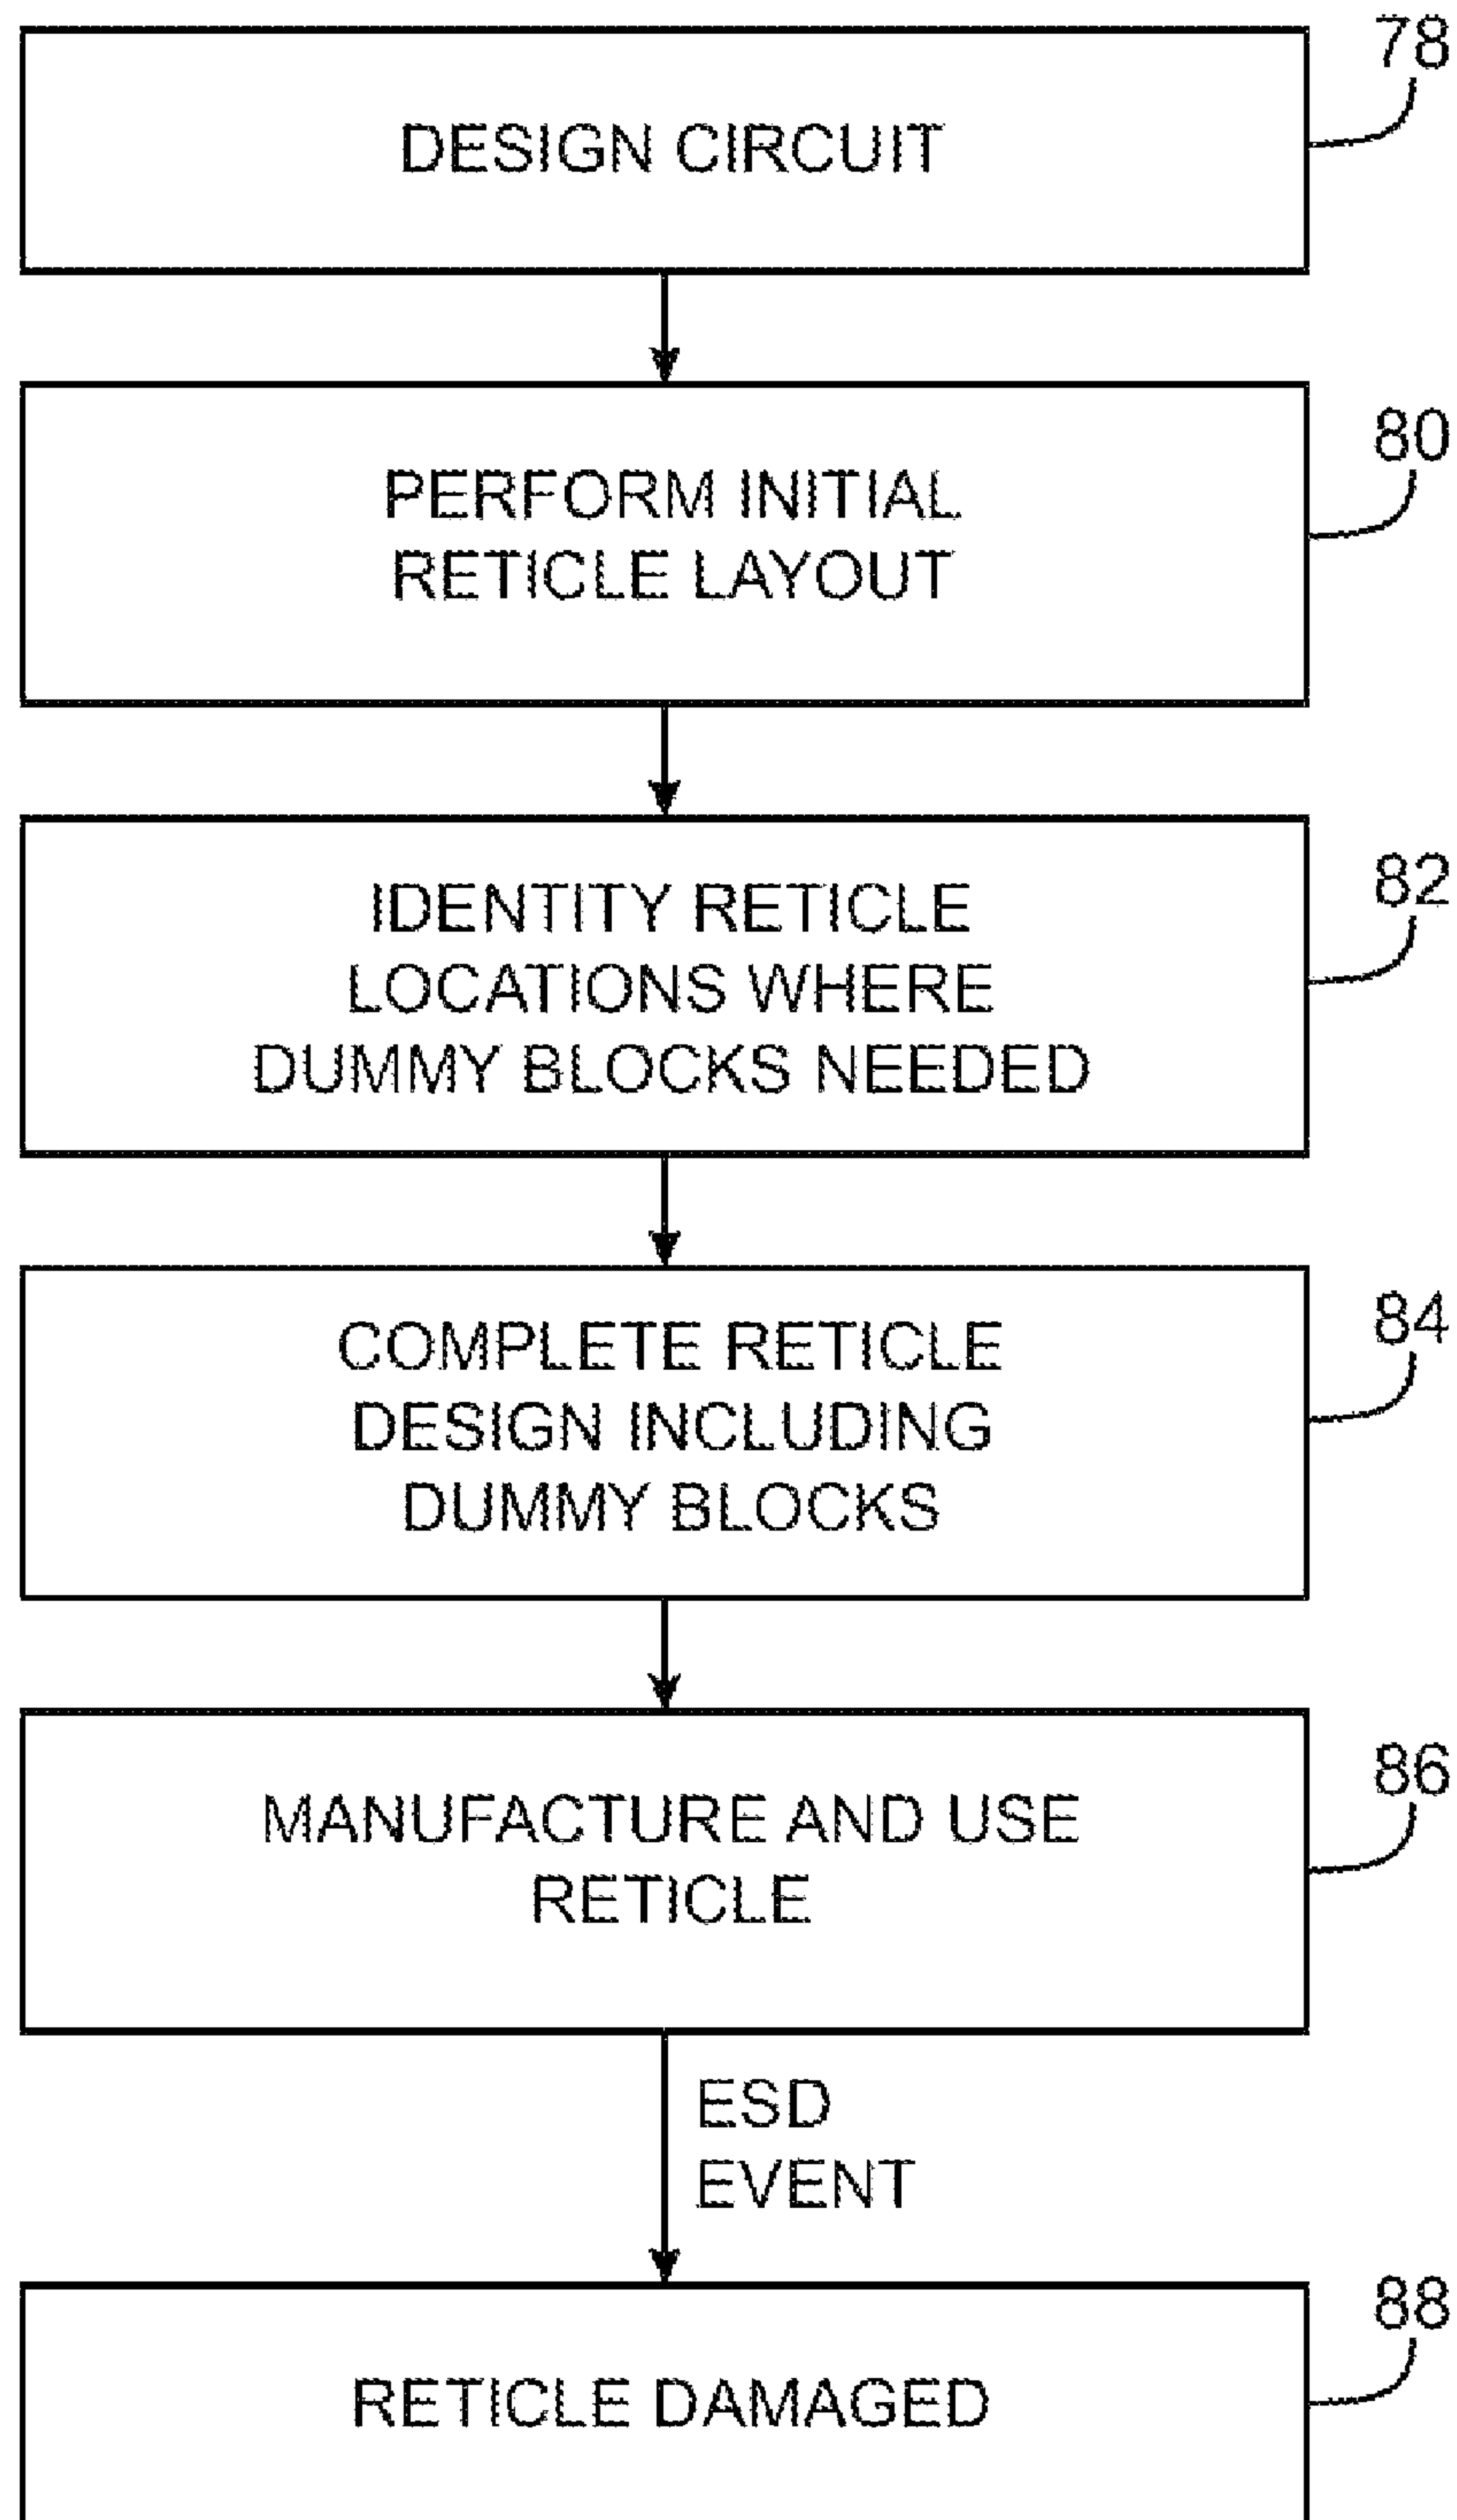 78
DESIGN CIRCUIT
80
PERFORM INITIAL
RETICLE LAYOUT
82
IDENTITY RETICLE
LOCATIONS WHERE
DUMMY BLOCKS NEEDED
84
COMPLETE RETICLE
DESIGN INCLUDING
DUMMY BLOCKS
86
MANUFACTURE AND USE
RETICLE
ESD
EVENT
88
RETICLE DAMAGED